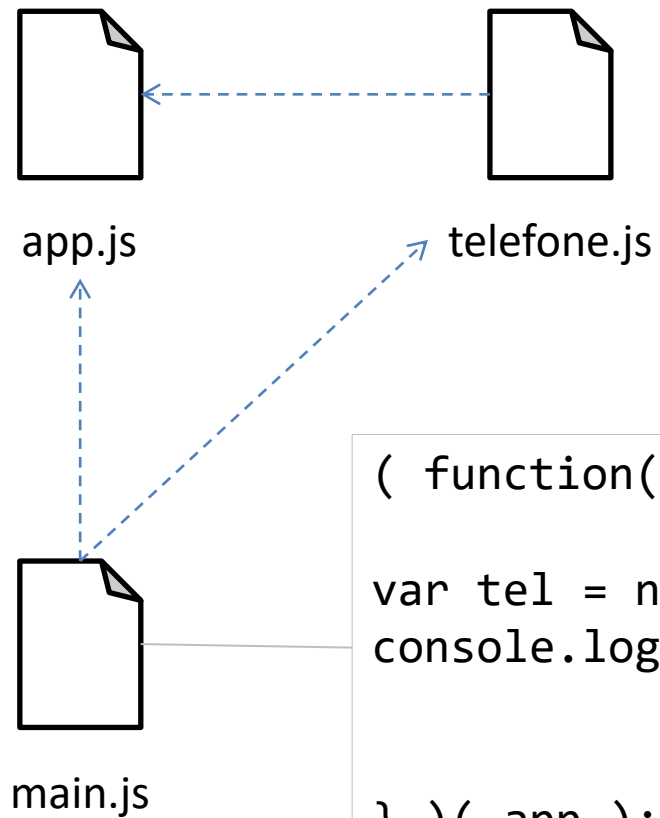 app.js
telefone.js
( function(
var tel = n
console.log
} )( app );
main.js